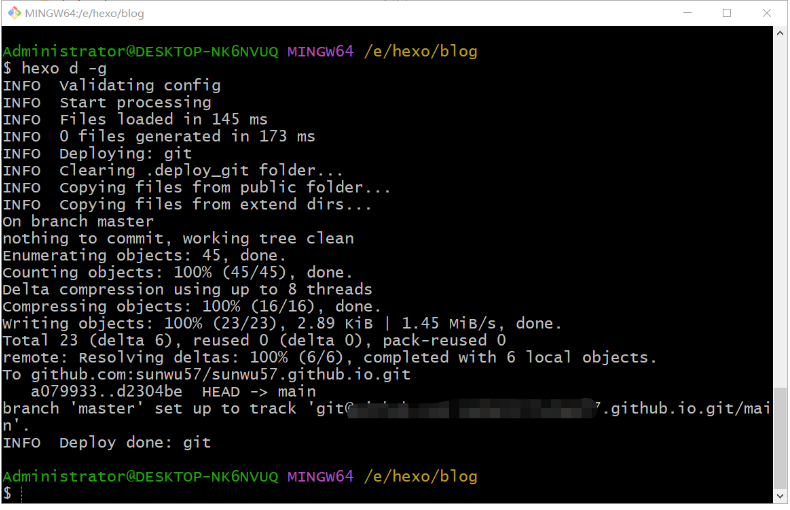 MINGW64:/e/hexo/blog
Administrator@DESKTOP-NK6NVUQ MINGW64 /e/hexo/blog
$ hexo d -g
INFO  Validating config
INFO  Start processing
INFO  Files loaded in 145 ms
INFO  0 files generated in 173 ms
INFO  Deploying: git
INFO  Clearing .deploy_git folder...
INFO  Copying files from public folder...
INFO  Copying files from extend dirs...
On branch master
nothing to commit, working tree clean
Enumerating objects: 45, done.
Counting objects: 100% (45/45), done.
Delta compression using up to 8 threads
Compressing objects: 100% (16/16), done.
Writing objects: 100% (23/23), 2.89 KiB | 1.45 MiB/s, done.
Total 23 (delta 6), reused 0 (delta 0), pack-reused 0
remote: Resolving deltas: 100% (6/6), completed with 6 local objects.
To github.com:sunwu57/sunwu57.github.io.git
   a079933..d2304be  HEAD -> main
branch 'master' set up to track 'git@ 7.github.io.git/mai
n'.
INFO  Deploy done: git
Administrator@DESKTOP-NK6NVUQ MINGW64 /e/hexo/blog
$